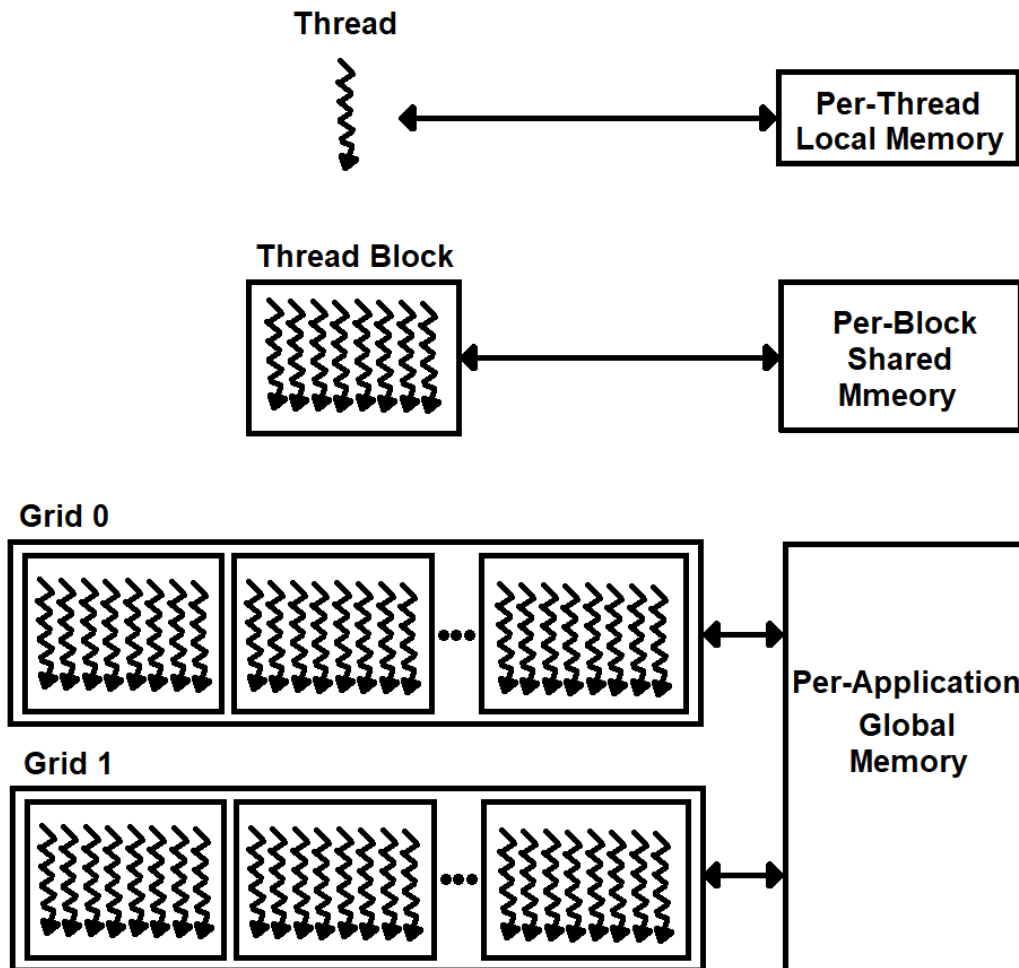 Thread
Per-Thread
Local Memory
Thread Block
Per-Block
Shared
Mmeory
Grid 0
Per-Application
Global
Memory
Grid 1